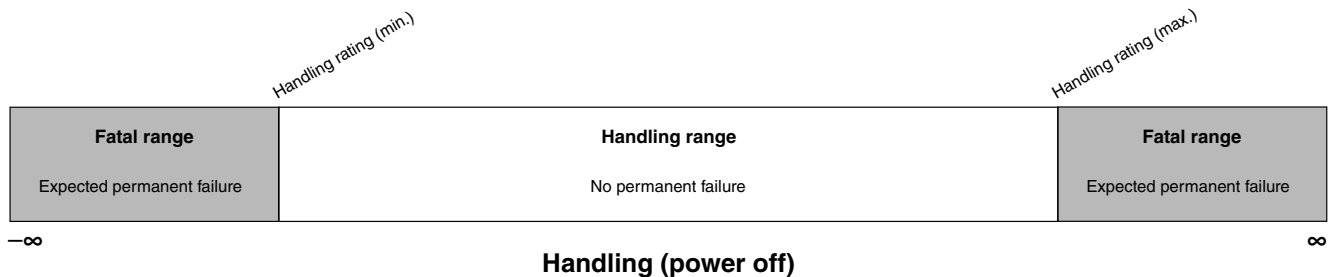 Handling rating (min.)
Handling rating (max.)
Fatal range
Handling range
Fatal range
Expected permanent failure
No permanent failure
Expected permanent failure
–∞
∞
Handling (power off)